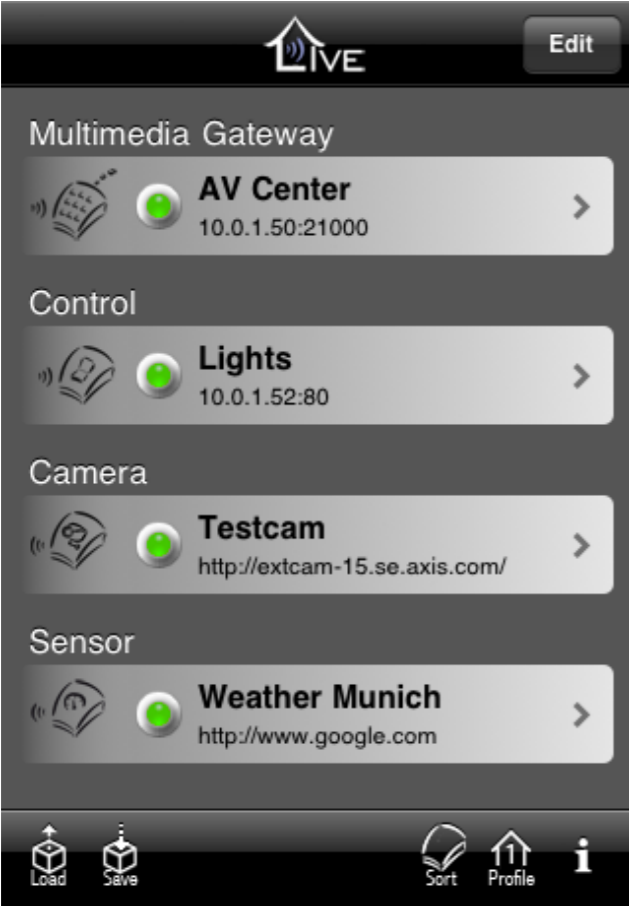 LIVE
Edit
Multimedia Gateway
AV Center
10.0.1.50:21000
Control
Lights
10.0.1.52:80
Camera
Testcam
http://extcam-15.se.axis.com/
Sensor
Weather Munich
http://www.google.com
Load
Save
Sort
1
Profile
i